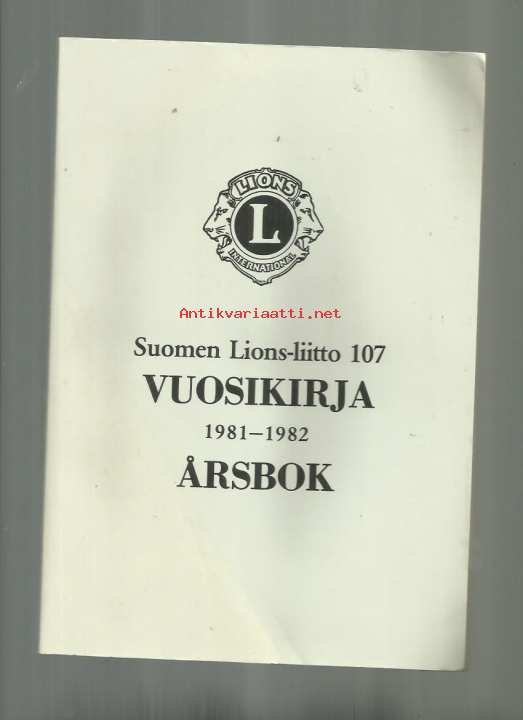 LIONS
L
INTERNATIONAL
Antikvariaatti.net
Suomen Lions-liitto 107
VUOSIKIRJA
1981–1982
ÅRSBOK